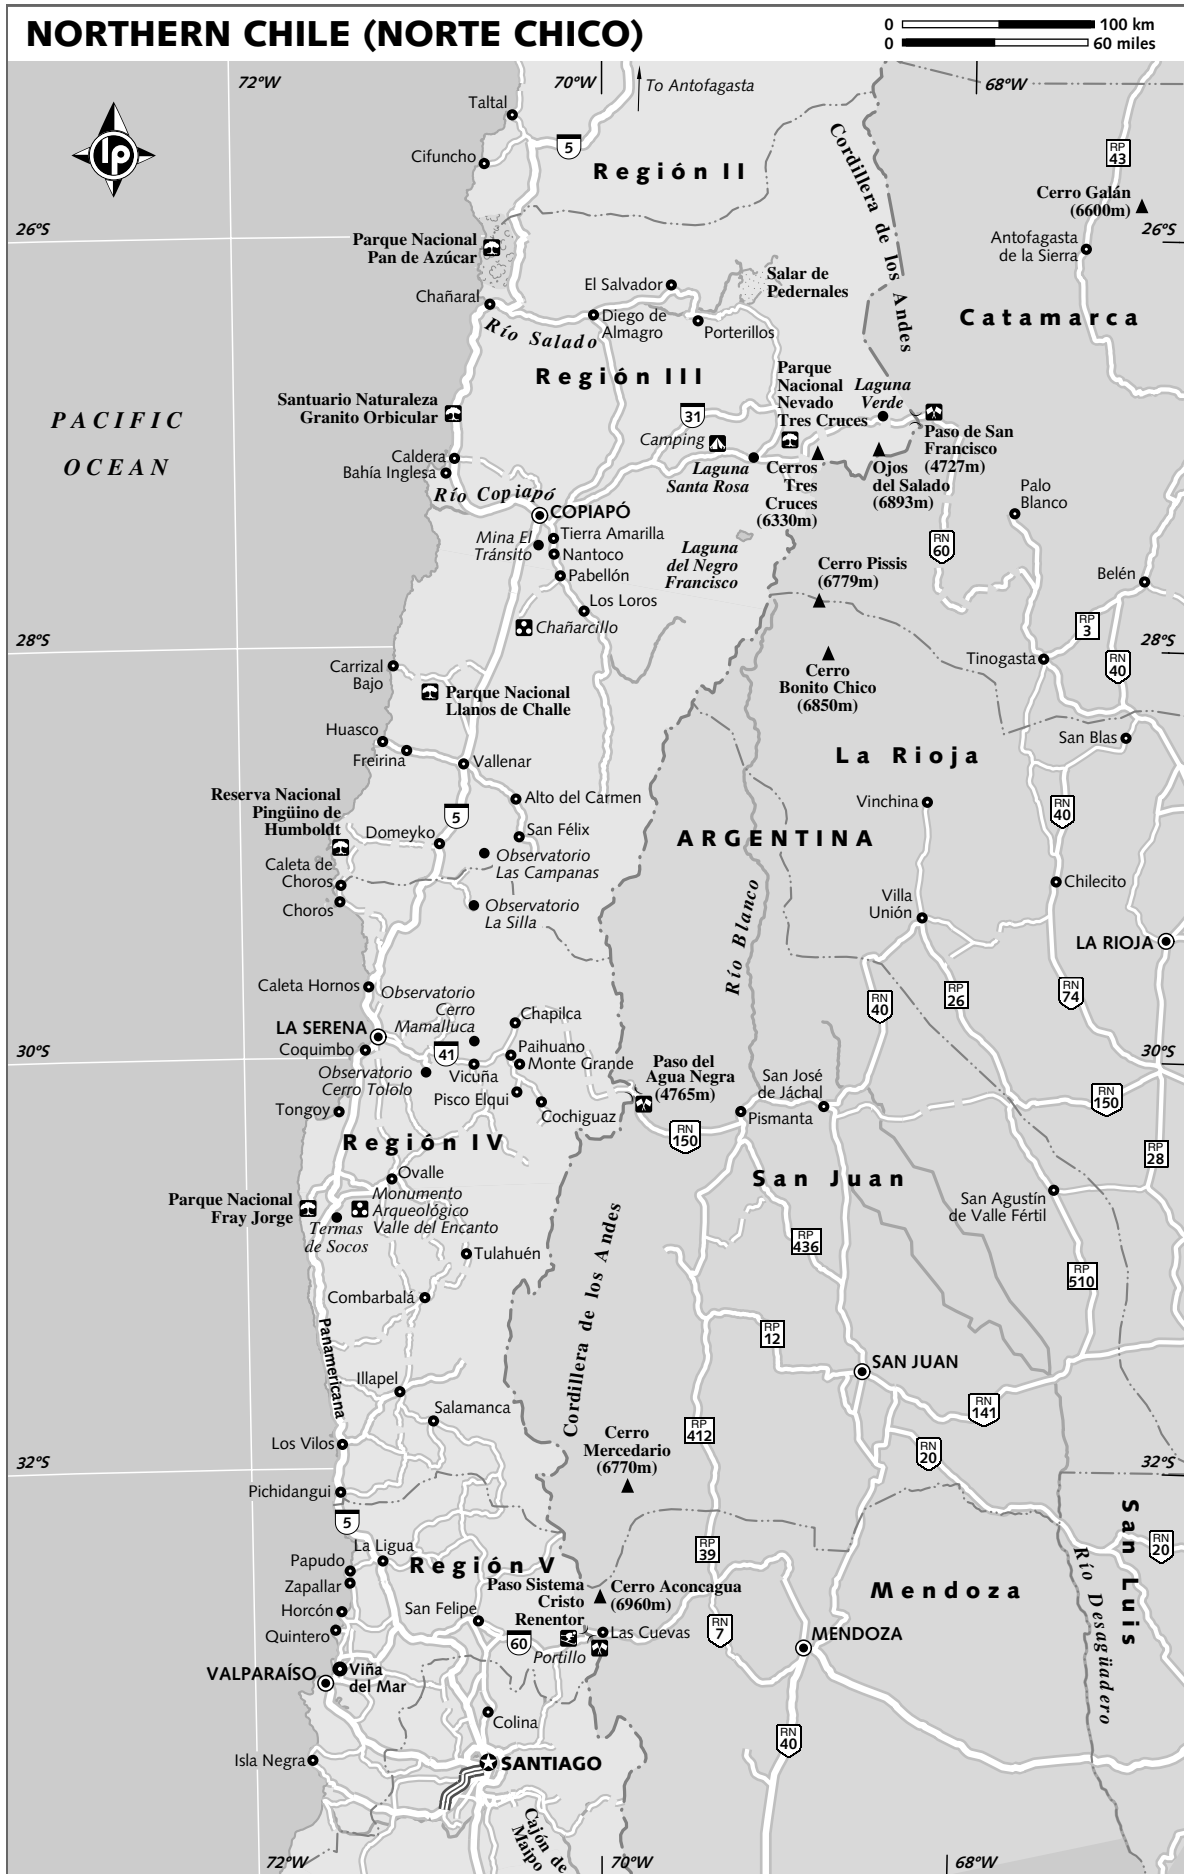 NORTHERN CHILE (NORTE CHICO)
0 100 km
0 60 miles
72ºW
70ºW
To Antofagasta
68ºW
lp
Taltal
5
Cifuncho
Región II
Cordillera de los Andes
RP
43
Cerro Galán
(6600m)
26ºS
26ºS
Parque Nacional
Pan de Azúcar
Antofagasta
de la Sierra
El Salvador
Salar de
Pedernales
Chañaral
Río Salado
Diego de
Almagro
Porterillos
Catamarca
Región III
Parque
Nacional
Nevado
Tres Cruces
Laguna
Verde
Santuario Naturaleza
Granito Orbicular
31
PACIFIC
OCEAN
Camping
Paso de San
Francisco
(4727m)
Caldera
Bahía Inglesa
Laguna
Santa Rosa
Cerros
Tres
Cruces
(6330m)
Ojos
del Salado
(6893m)
Río Copiapó
COPIAPÓ
Palo
Blanco
Mina El
Tránsito
Tierra Amarilla
Nantoco
Laguna
del Negro
Francisco
RN
60
Pabellón
Cerro Pissis
(6779m)
Belén
Los Loros
Chañarcillo
RP
3
28ºS
28ºS
Carrizal
Bajo
Tinogasta
RN
40
Parque Nacional
Llanos de Challe
Cerro
Bonito Chico
(6850m)
Huasco
Freirina
Vallenar
San Blas
La Rioja
Reserva Nacional
Pingüino de
Humboldt
Alto del Carmen
Vinchina
RN
40
5
Domeyko
San Félix
ARGENTINA
Observatorio
Las Campanas
Caleta de
Choros
Choros
Chilecito
Observatorio
La Silla
Villa
Unión
Río Blanco
LA RIOJA
Caleta Hornos
Observatorio
Cerro
Mamalluca
RN
40
RP
26
RN
74
Chapilca
LA SERENA
Coquimbo
41
Paihuano
Monte Grande
30ºS
30ºS
Observatorio
Cerro Tololo
Vicuña
Pisco Elqui
Paso del
Agua Negra
(4765m)
San José
de Jáchal
RN
150
Tongoy
Cochiguaz
Pismanta
RN
150
Región IV
RP
28
Ovalle
San Juan
Parque Nacional
Fray Jorge
Monumento
Arqueológico
Valle del Encanto
San Agustín
de Valle Fértil
Termas
de Socos
Tulahuén
RP
436
Cordillera de los Andes
RP
510
Combarbalá
RP
12
Panamericana
SAN JUAN
Illapel
RN
141
Salamanca
RP
412
Los Vilos
Cerro
Mercedario
(6770m)
RN
20
32ºS
32ºS
Pichidangui
5
San Luis
RN
20
La Ligua
RP
39
Papudo
Región V
Zapallar
Paso Sistema
Cristo
Renentor
Cerro Aconcagua
(6960m)
Mendoza
Río Desagüadero
Horcón
San Felipe
Quintero
60
Las Cuevas
RN
7
MENDOZA
Portillo
VALPARAÍSO
Viña
del Mar
Colina
RN
40
Isla Negra
SANTIAGO
Cajón de
Maipo
72ºW
70ºW
68ºW